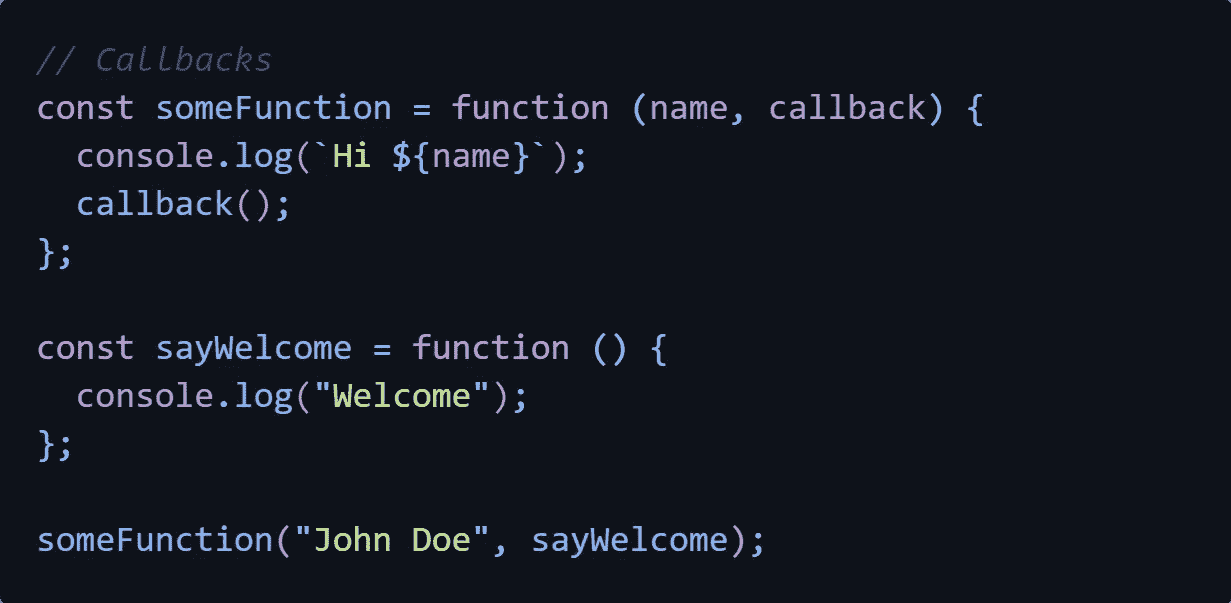 // Callbacks
const someFunction = function (name, callback) {
  console.log(`Hi ${name}`);
  callback();
};

const sayWelcome = function () {
  console.log("Welcome");
};

someFunction("John Doe", sayWelcome);